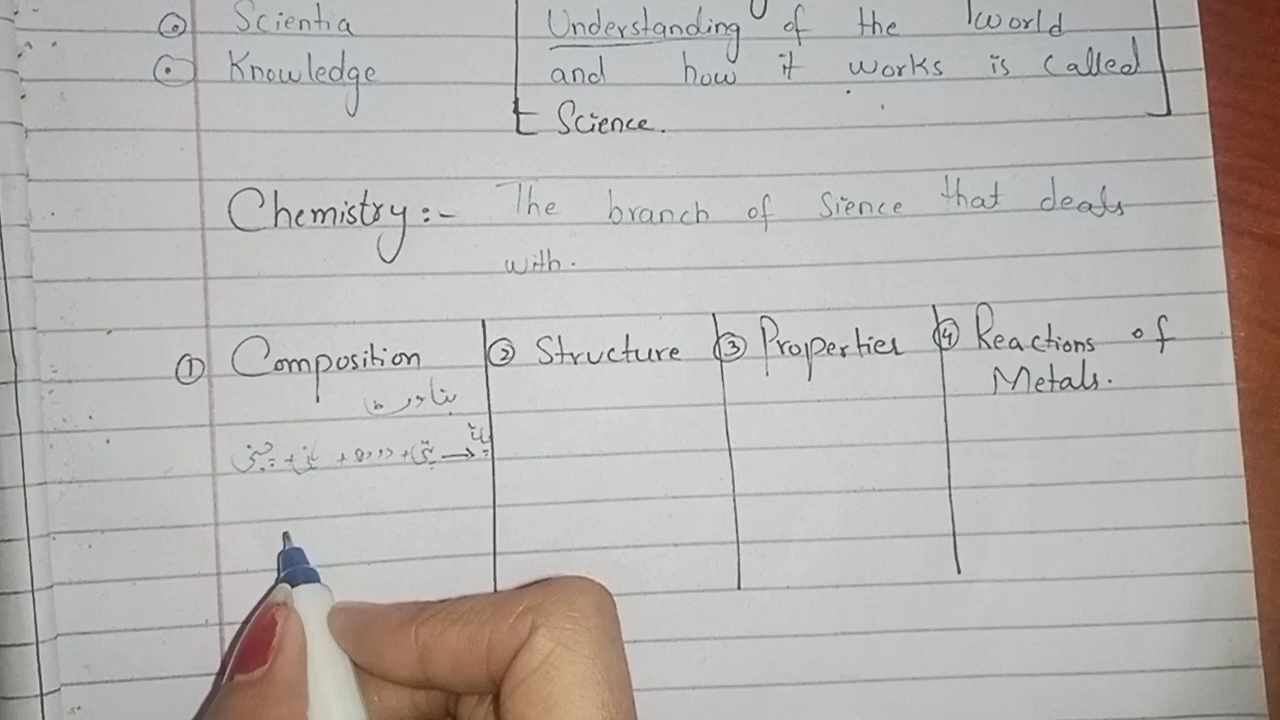 Scientia
Knowledge
Understanding of the world
and how it works is called
Science.
Chemistry:- The branch of Sience that deals
with.
① Composition
② Structure
③ Properties
④ Reactions of
Metals.